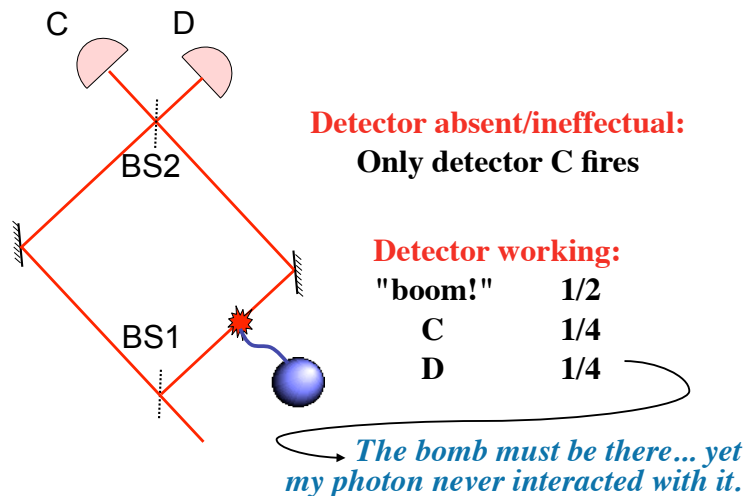 C D
Detector absent/ineffectual:
Only detector C fires
BS2
Detector working:
"boom!" 1/2
BS1
C 1/4
D 1/4
The bomb must be there... yet
my photon never interacted with it.